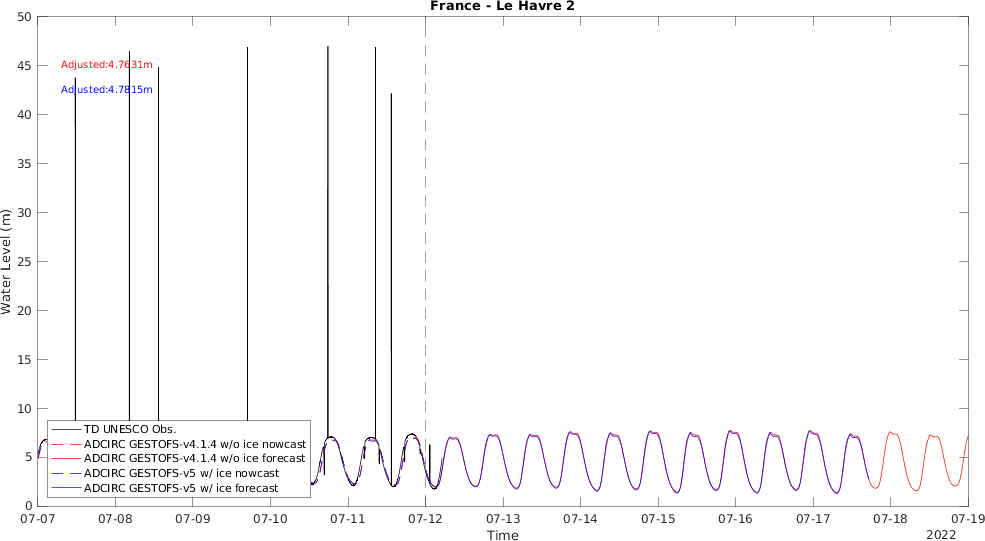 France - Le Havre 2
50
45
40
35
30
25
20
15
10
5
0
Water Level (m)
Adjusted:4.7631m
Adjusted:4.7815m
TD UNESCO Obs.
ADCIRC GESTOFS-v4.1.4 w/o ice nowcast
ADCIRC GESTOFS-v4.1.4 w/o ice forecast
ADCIRC GESTOFS-v5 w/ ice nowcast
ADCIRC GESTOFS-v5 w/ ice forecast
07-07 07-08 07-09 07-10 07-11 07-12 07-13 07-14 07-15 07-16 07-17 07-18 07-19
Time
2022